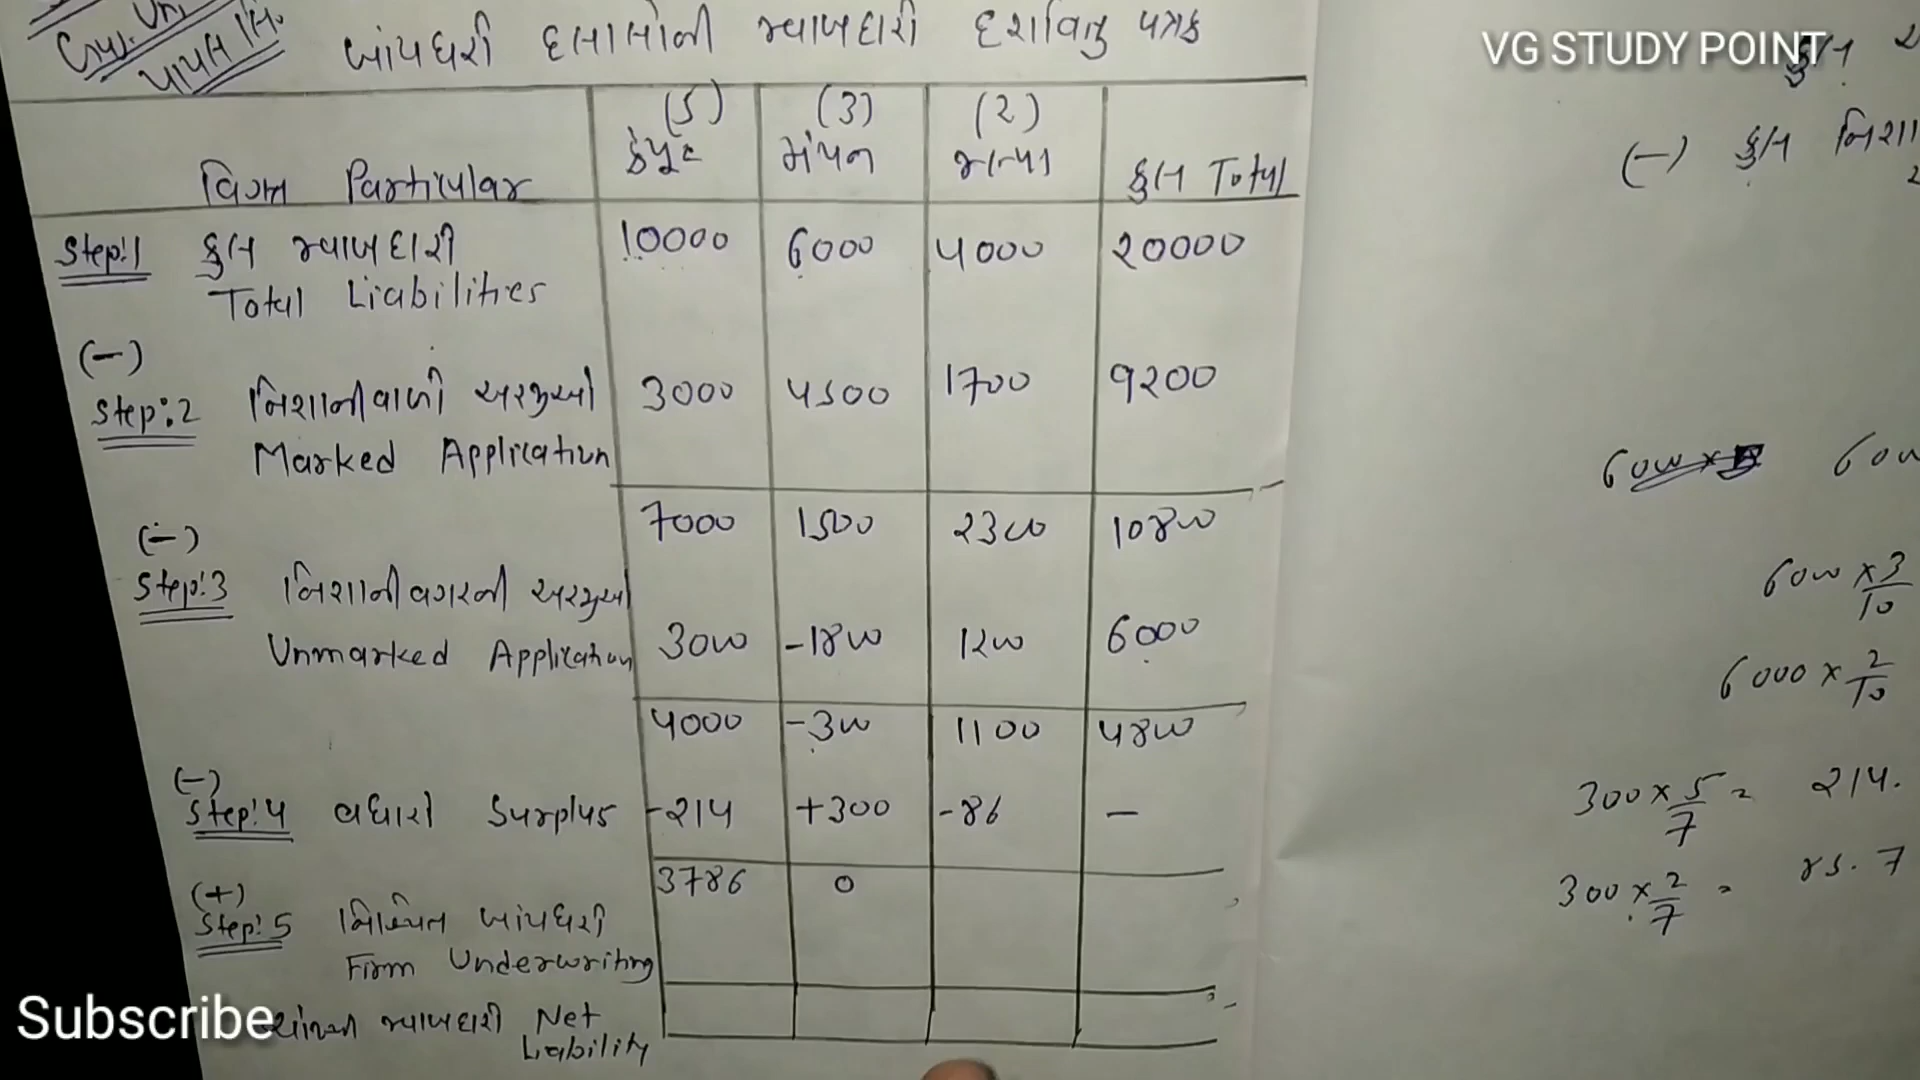 બાંયધરી દલાલોની જવાબદારી દર્શાવતુ પત્રક
VG STUDY POINT
(5) (3) (2)
વિગત Particular કેયુટ મંથન ભવ્યા કુલ Total
Step:1 કુલ જવાબદારી 10000 6000 4000 20000
Total Liabilities
(-)
Step:2 નિશાનીવાળી અરજીઓ 3000 4500 1700 9200
Marked Application
7000 1500 2300 10800
(-)
Step:3 નિશાની વગરની અરજીઓ
Unmarked Application 3000 -1800 1200 6000
4000 -300 1100 4800
(-)
Step:4 વધારો Surplus -214 +300 -86 —
3786 0
(+)
Step:5 બાંયધરી
Firm Underwriting
જવાબદારી Net
Liability
Subscribe
કુલ
(-) કુલ નિશા
6000 × 3/10
6000 × 2/10
300 × 5/7 = 214.
300 × 2/7 = 85.7